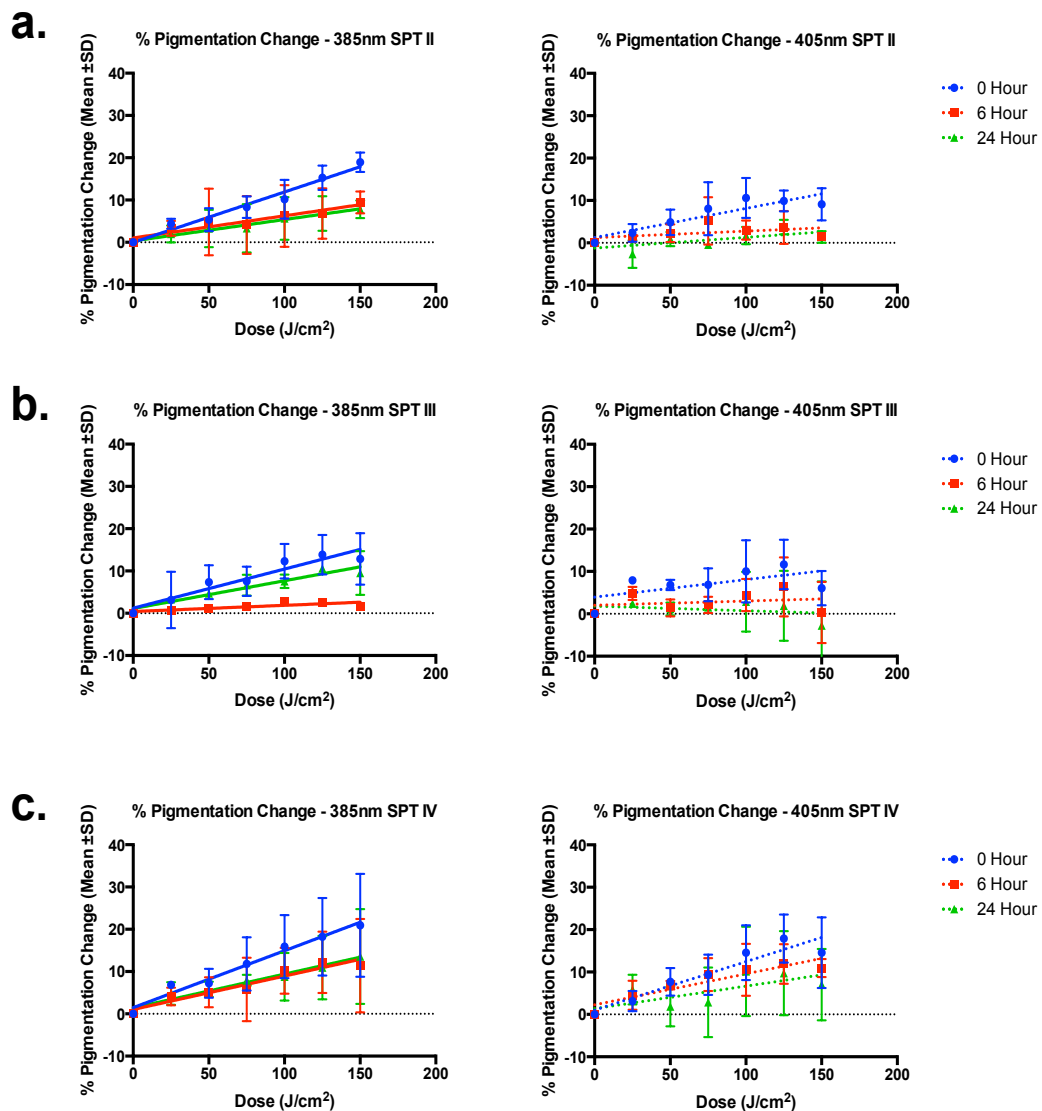 a.
% Pigmentation Change - 385nm SPT II
% Pigmentation Change (Mean ±SD)
40
30
20
10
0
-10
0
50
100
150
200
Dose (J/cm²)
% Pigmentation Change - 405nm SPT II
% Pigmentation Change (Mean ±SD)
40
30
20
10
0
-10
0
50
100
150
200
Dose (J/cm²)
0 Hour
6 Hour
24 Hour
b.
% Pigmentation Change - 385nm SPT III
% Pigmentation Change (Mean ±SD)
40
30
20
10
0
-10
0
50
100
150
200
Dose (J/cm²)
% Pigmentation Change - 405nm SPT III
% Pigmentation Change (Mean ±SD)
40
30
20
10
0
-10
0
50
100
150
200
Dose (J/cm²)
0 Hour
6 Hour
24 Hour
c.
% Pigmentation Change - 385nm SPT IV
% Pigmentation Change (Mean ±SD)
40
30
20
10
0
-10
0
50
100
150
200
Dose (J/cm²)
% Pigmentation Change - 405nm SPT IV
% Pigmentation Change (Mean ±SD)
40
30
20
10
0
-10
0
50
100
150
200
Dose (J/cm²)
0 Hour
6 Hour
24 Hour